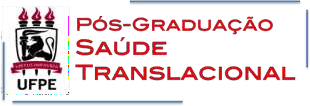 Pós-Graduação
Saúde
Translacional
UFPE